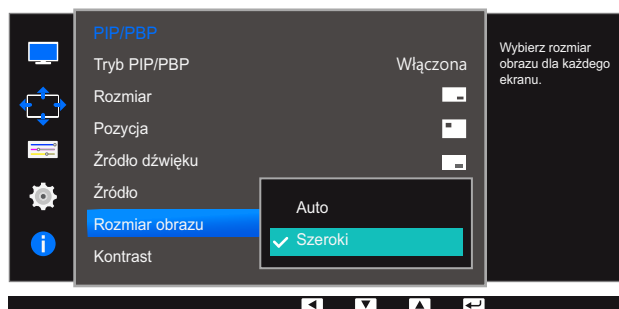 PIP/PBP
Tryb PIP/PBP Włączona
Rozmiar
Pozycja
Źródło dźwięku
Źródło
Rozmiar obrazu
Kontrast
Auto
Szeroki
Wybierz rozmiar
obrazu dla każdego
ekranu.